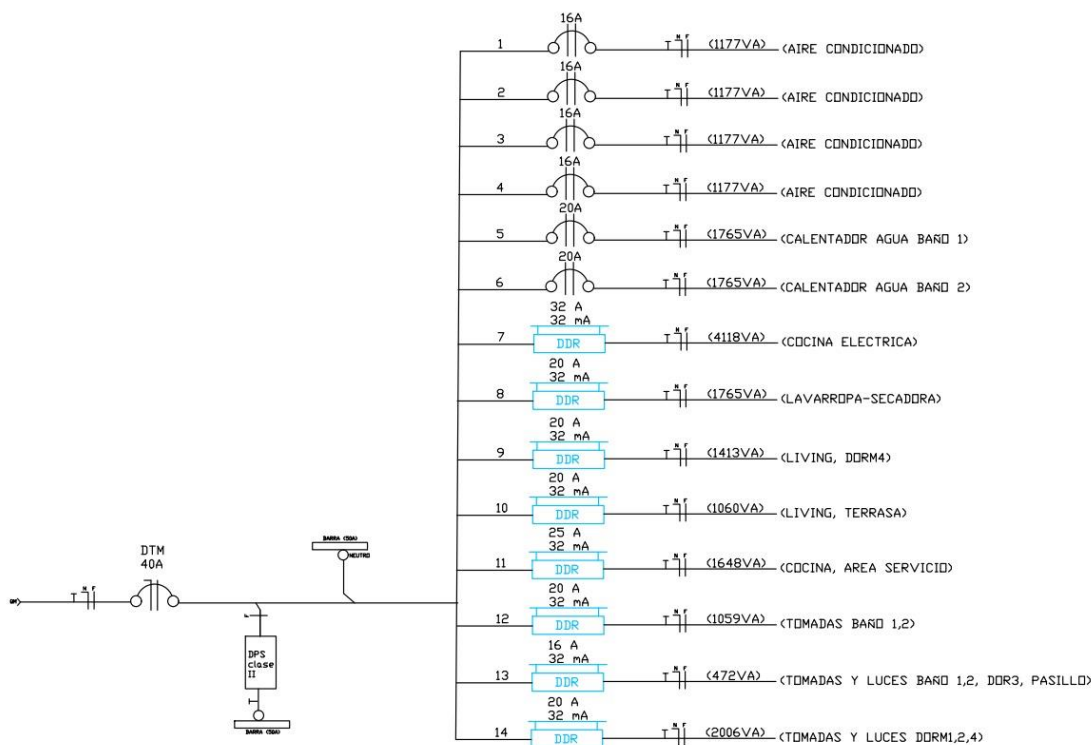 16A
1 N F (1177VA) (AIRE CONDICIONADO)
16A
2 N F (1177VA) (AIRE CONDICIONADO)
16A
3 N F (1177VA) (AIRE CONDICIONADO)
16A
4 N F (1177VA) (AIRE CONDICIONADO)
20A
5 N F (1765VA) (CALENTADOR AGUA BAÑO 1)
20A
6 N F (1765VA) (CALENTADOR AGUA BAÑO 2)
32 A
32 mA
7 DDR N F (4118VA) (COCINA ELECTRICA)
20 A
32 mA
8 DDR N F (1765VA) (LAVARROPA-SECADORA)
20 A
32 mA
9 DDR N F (1413VA) (LIVING, DORM4)
20 A
32 mA
10 DDR N F (1060VA) (LIVING, TERRASA)
25 A
32 mA
11 DDR N F (1648VA) (COCINA, AREA SERVICIO)
20 A
32 mA
12 DDR N F (1059VA) (TOMADAS BAÑO 1,2)
16 A
32 mA
13 DDR N F (472VA) (TOMADAS Y LUCES BAÑO 1,2, DOR3, PASILLO)
20 A
32 mA
14 DDR N F (2006VA) (TOMADAS Y LUCES DORM1,2,4)
BARRA (50A)
NEUTRO
DTM
40A
QM
N F
DPS
clase
II
BARRA (50A)